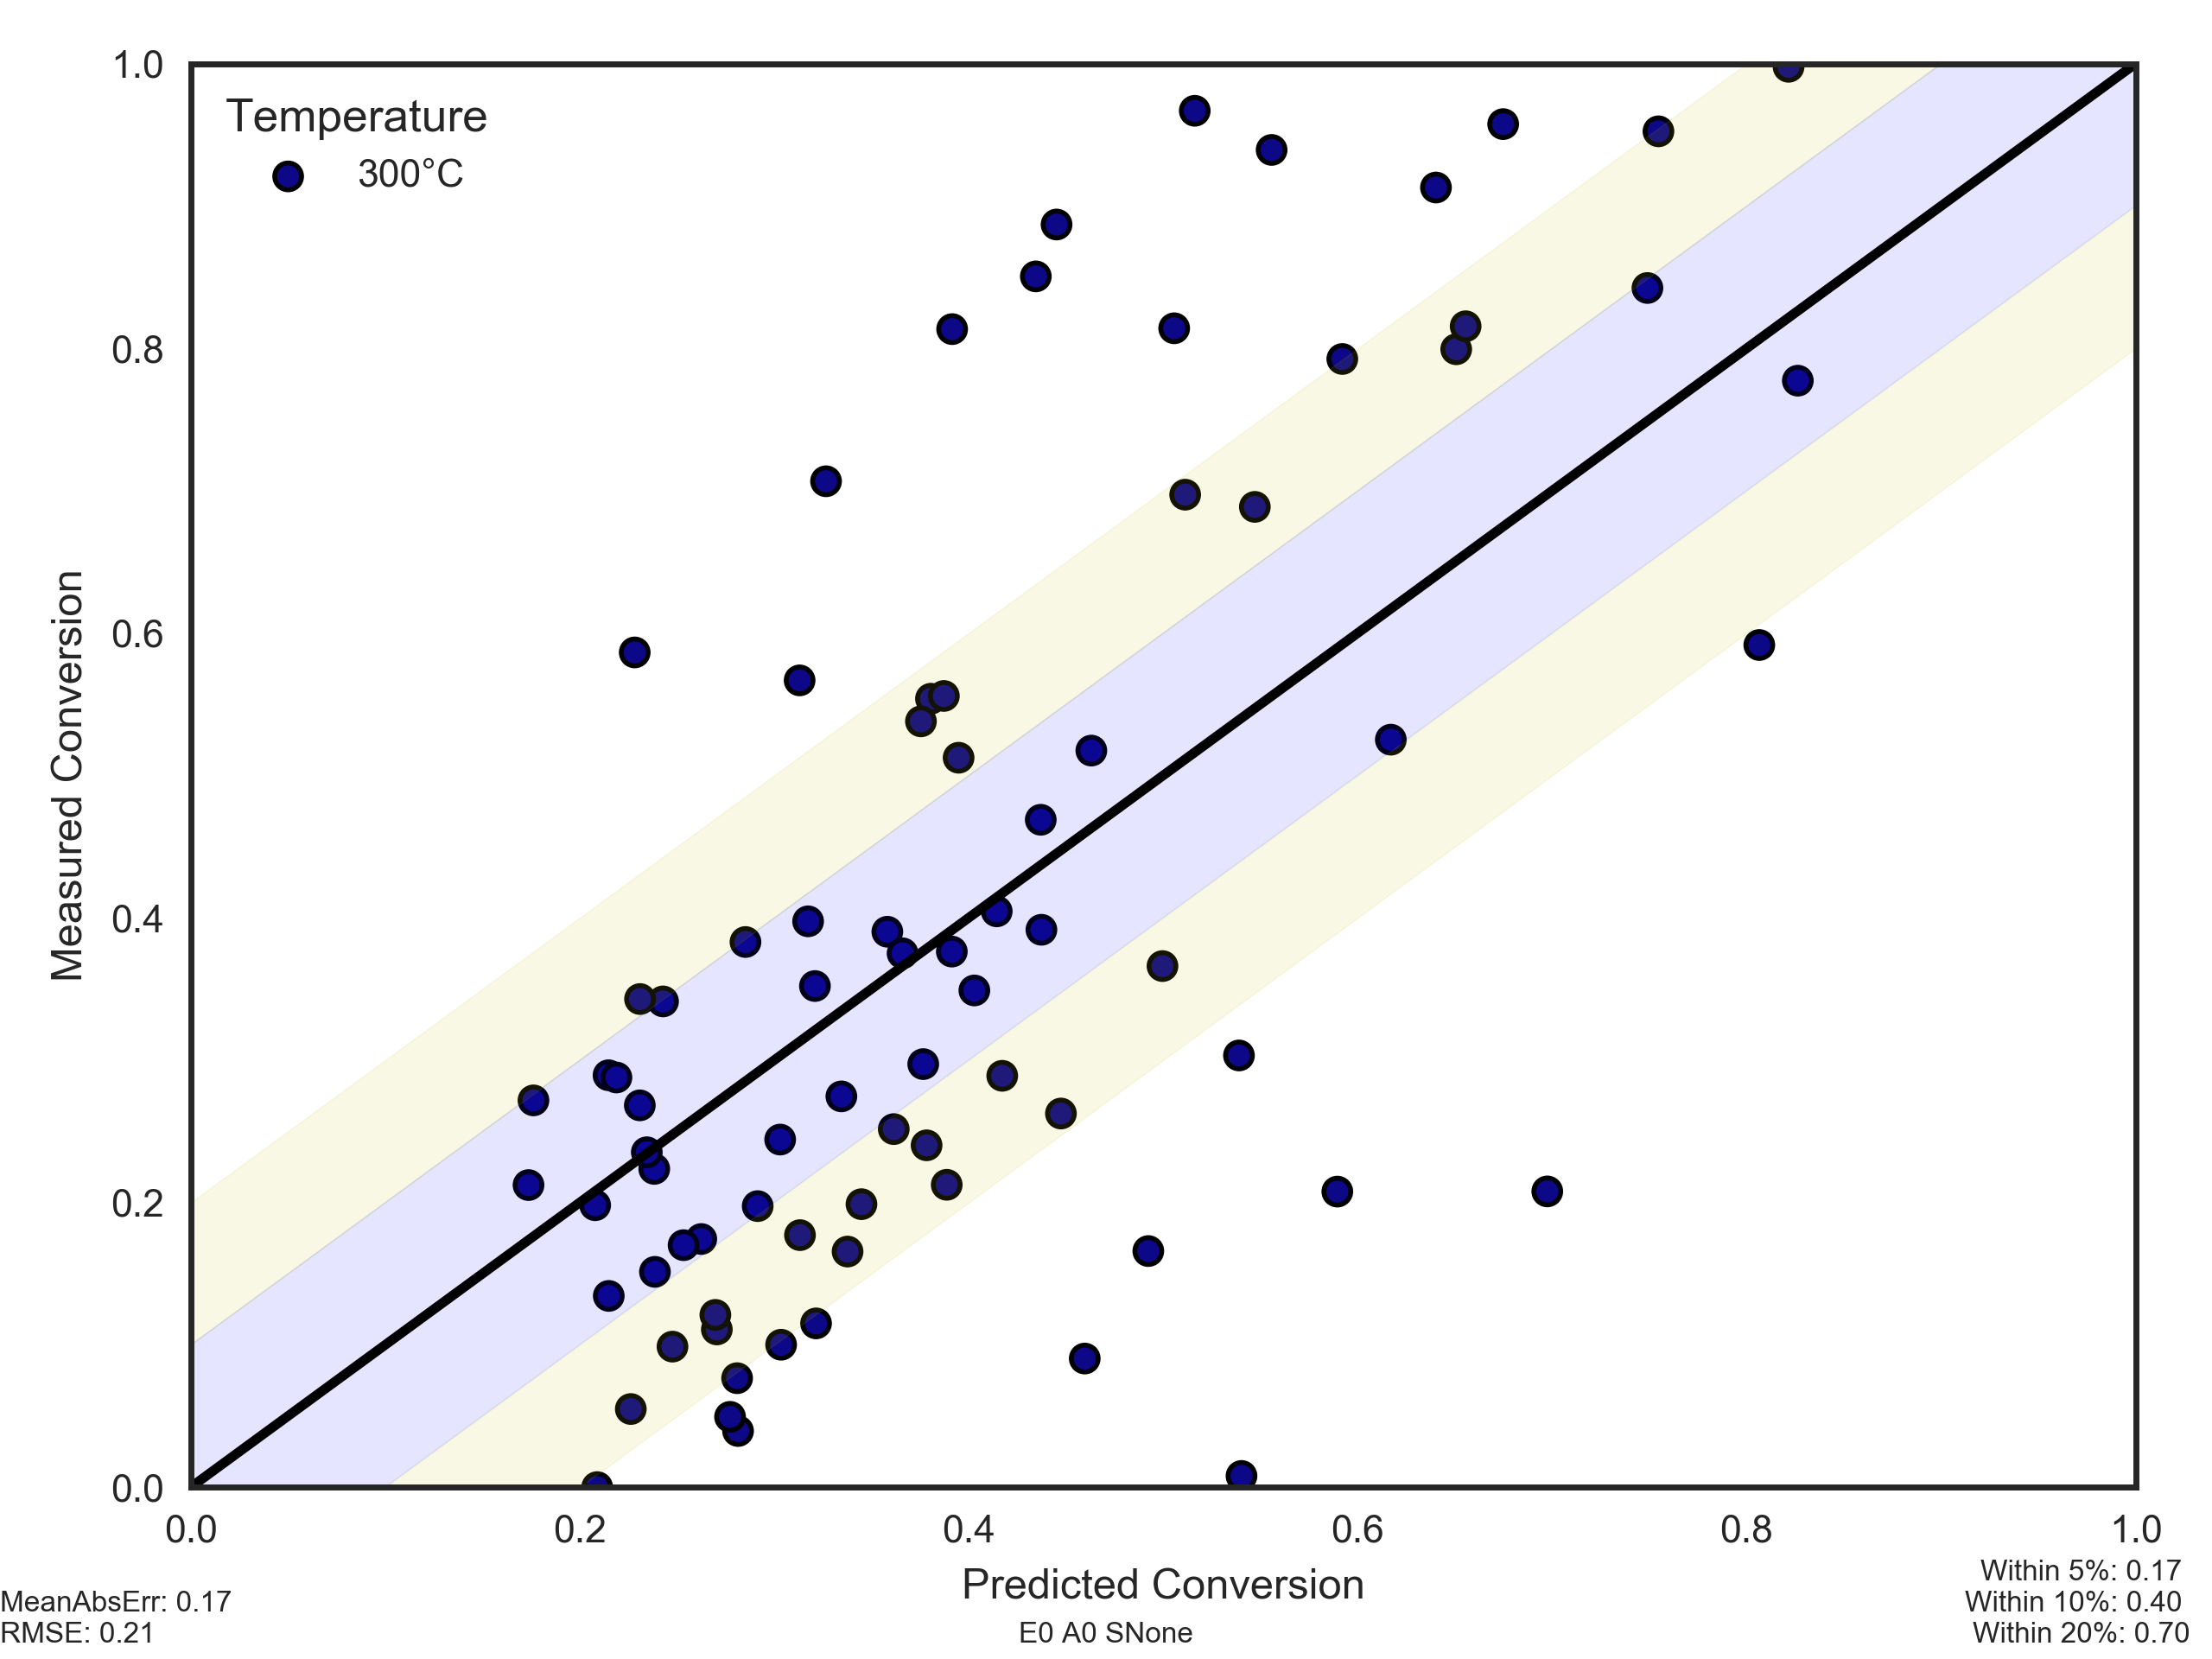 Temperature
300°C
1.0
0.8
0.6
0.4
0.2
0.0
Measured Conversion
0.0 0.2 0.4 0.6 0.8 1.0
Predicted Conversion
E0 A0 SNone
MeanAbsErr: 0.17
RMSE: 0.21
Within 5%: 0.17
Within 10%: 0.40
Within 20%: 0.70